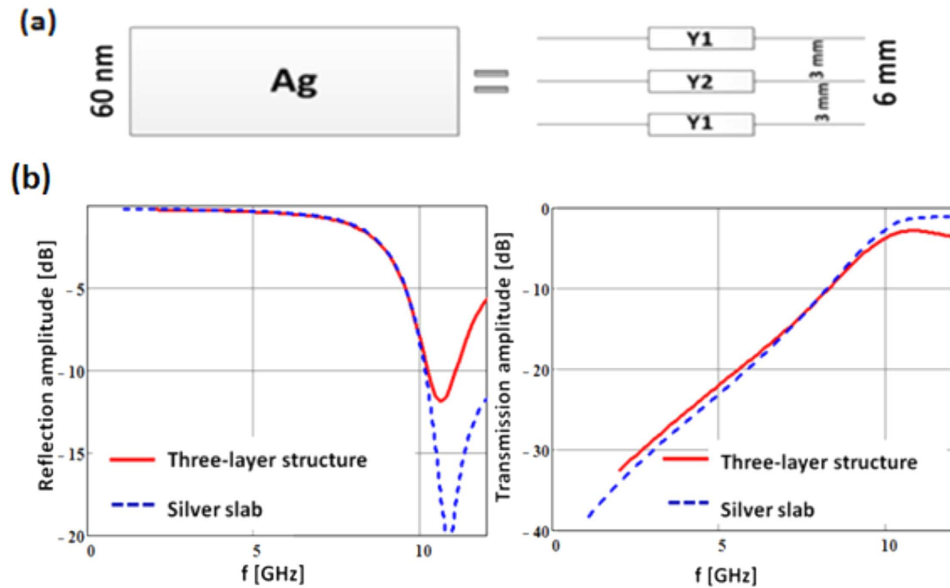 (a)
60 nm
Ag
=
Y1
Y2
Y1
3 mm
3 mm
6 mm
(b)
Reflection amplitude [dB]
- 5
- 10
- 15
- 20
0
5
10
f [GHz]
Three-layer structure
Silver slab
Transmission amplitude [dB]
0
- 10
- 20
- 30
- 40
0
5
10
f [GHz]
Three-layer structure
Silver slab